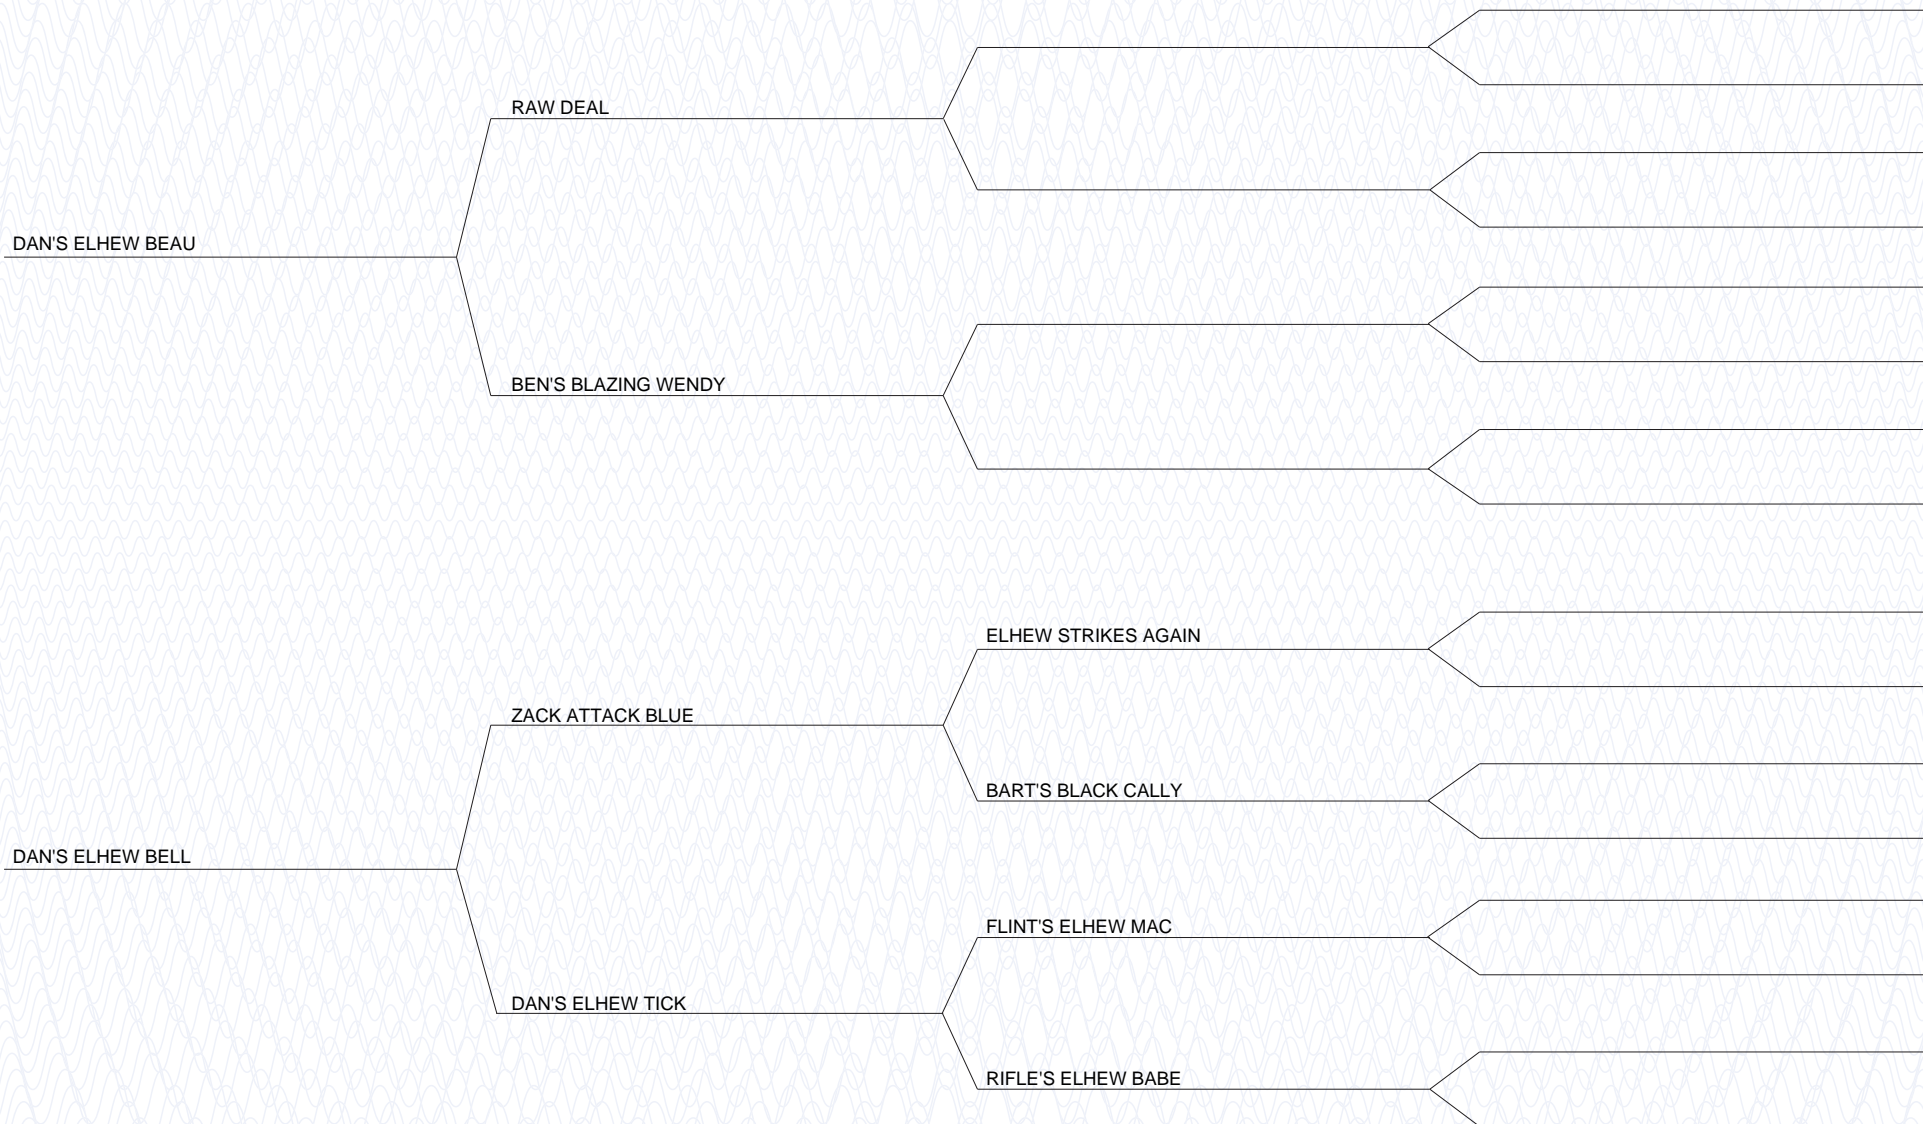 RAW DEAL
DAN'S ELHEW BEAU
BEN'S BLAZING WENDY
ELHEW STRIKES AGAIN
ZACK ATTACK BLUE
BART'S BLACK CALLY
DAN'S ELHEW BELL
FLINT'S ELHEW MAC
DAN'S ELHEW TICK
RIFLE'S ELHEW BABE